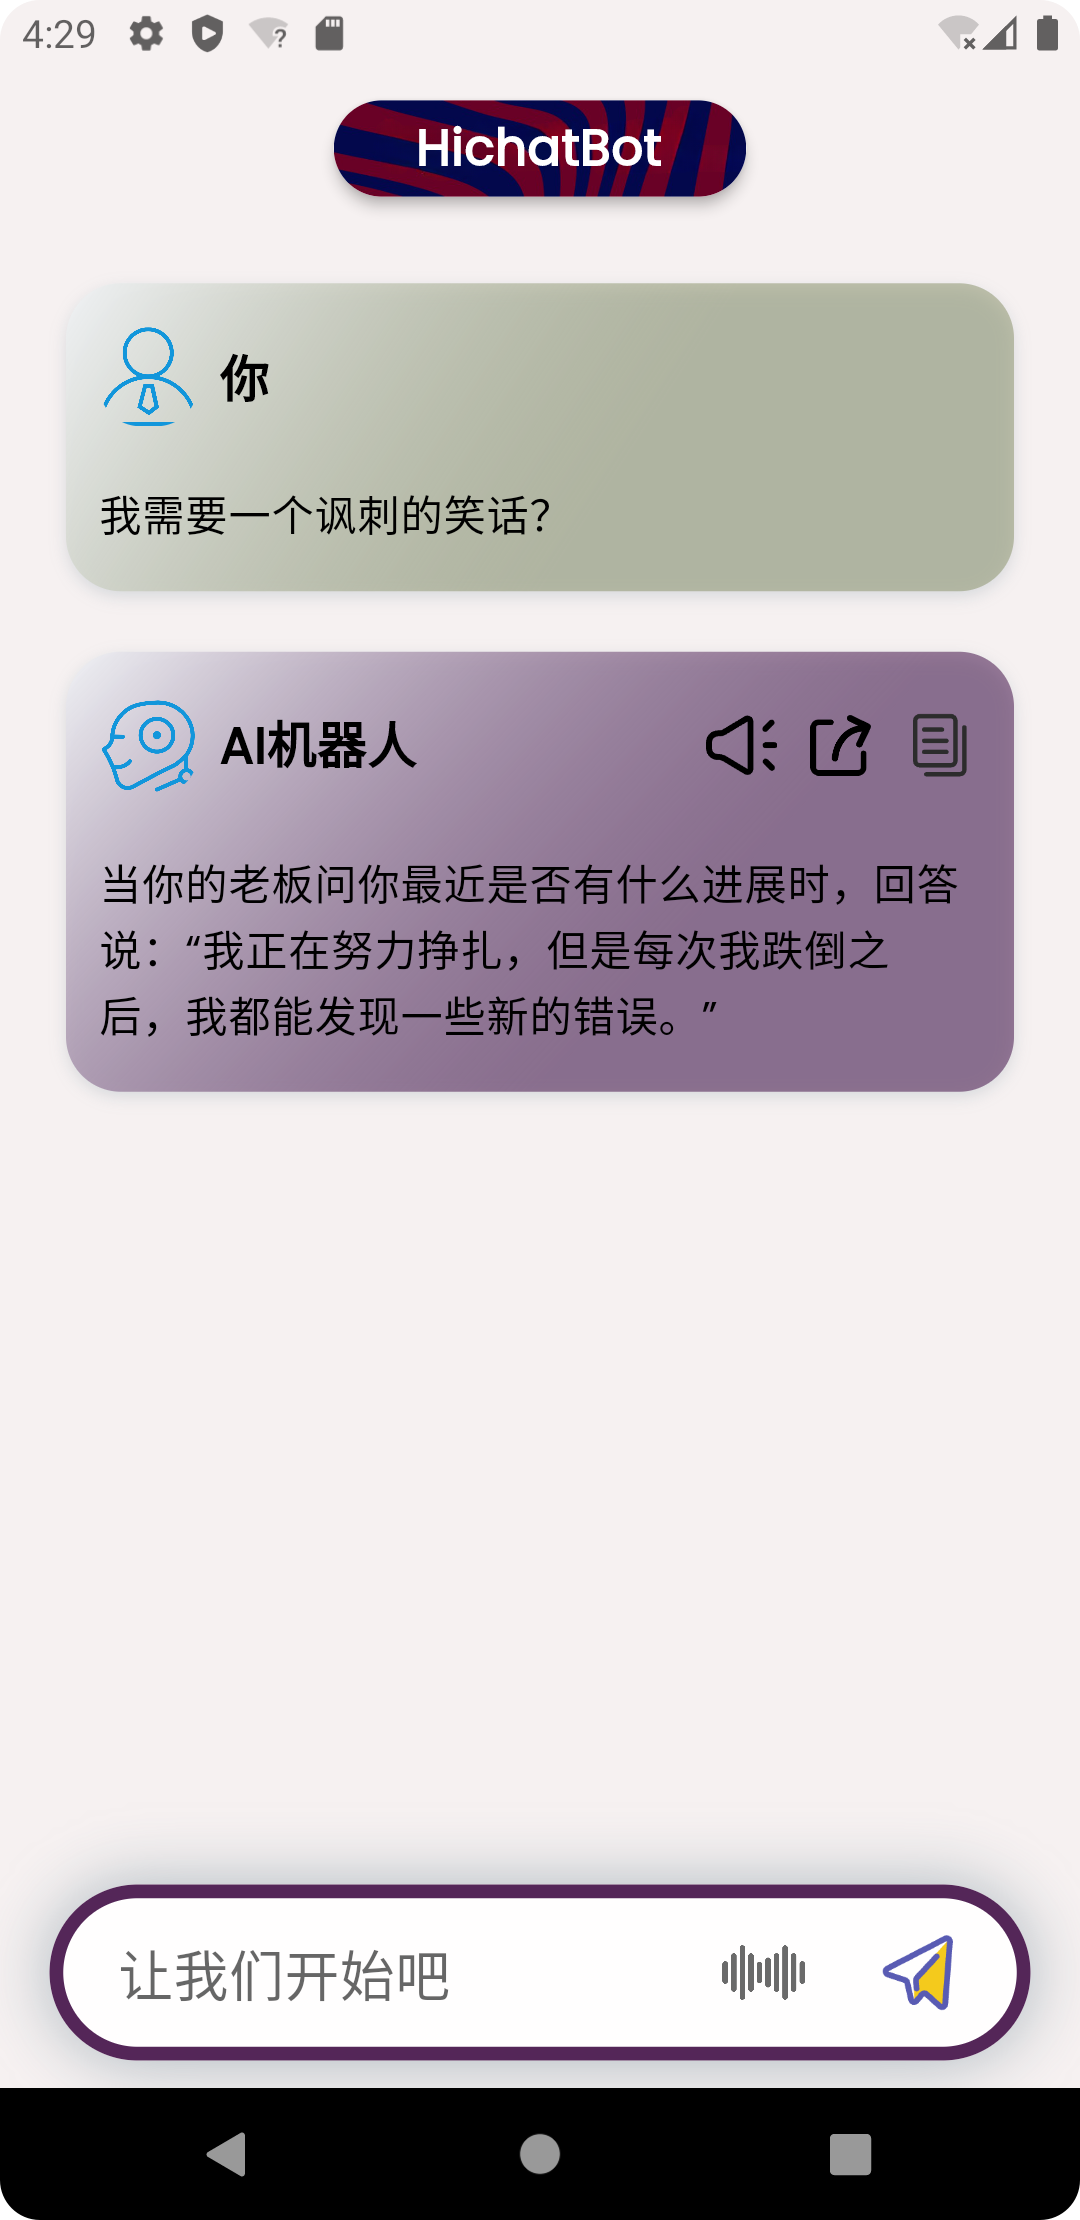 4:29
HichatBot
你
我需要一个讽刺的笑话？
AI机器人
当你的老板问你最近是否有什么进展时，回答
说：“我正在努力挣扎，但是每次我跌倒之
后，我都能发现一些新的错误。”
让我们开始吧